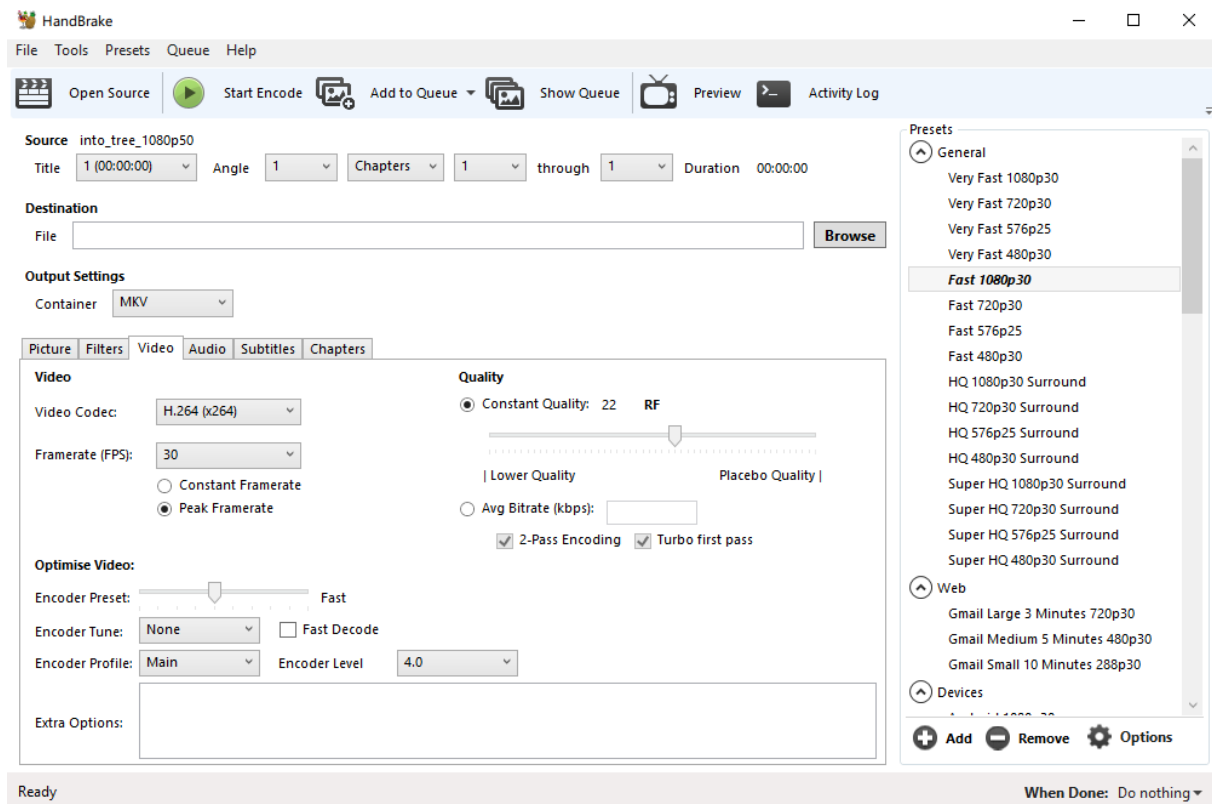 HandBrake
File Tools Presets Queue Help
Open Source Start Encode Add to Queue Show Queue Preview Activity Log
Source into_tree_1080p50
Title 1 (00:00:00) Angle 1 Chapters 1 through 1 Duration 00:00:00
Destination
File Browse
Output Settings
Container MKV
Picture Filters Video Audio Subtitles Chapters
Video
Video Codec: H.264 (x264)
Framerate (FPS): 30
Constant Framerate
Peak Framerate
Quality
Constant Quality: 22 RF
| Lower Quality Placebo Quality |
Avg Bitrate (kbps):
2-Pass Encoding Turbo first pass
Optimise Video:
Encoder Preset: Fast
Encoder Tune: None Fast Decode
Encoder Profile: Main Encoder Level 4.0
Extra Options:
Presets
General
Very Fast 1080p30
Very Fast 720p30
Very Fast 576p25
Very Fast 480p30
Fast 1080p30
Fast 720p30
Fast 576p25
Fast 480p30
HQ 1080p30 Surround
HQ 720p30 Surround
HQ 576p25 Surround
HQ 480p30 Surround
Super HQ 1080p30 Surround
Super HQ 720p30 Surround
Super HQ 576p25 Surround
Super HQ 480p30 Surround
Web
Gmail Large 3 Minutes 720p30
Gmail Medium 5 Minutes 480p30
Gmail Small 10 Minutes 288p30
Devices
Add Remove Options
Ready When Done: Do nothing